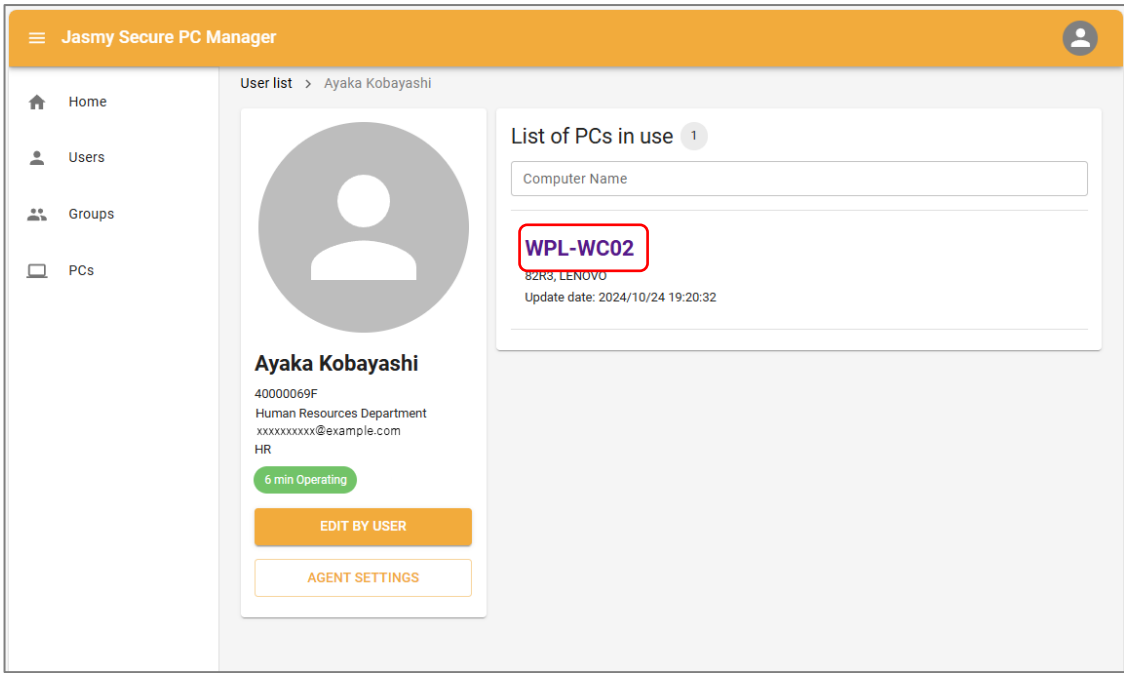 Jasmy Secure PC Manager
Home
Users
Groups
PCs
User list > Ayaka Kobayashi
Ayaka Kobayashi
40000069F
Human Resources Department
xxxxxxxxxx@example.com
HR
6 min Operating
EDIT BY USER
AGENT SETTINGS
List of PCs in use 1
Computer Name
WPL-WC02
82R3, LENOVO
Update date: 2024/10/24 19:20:32